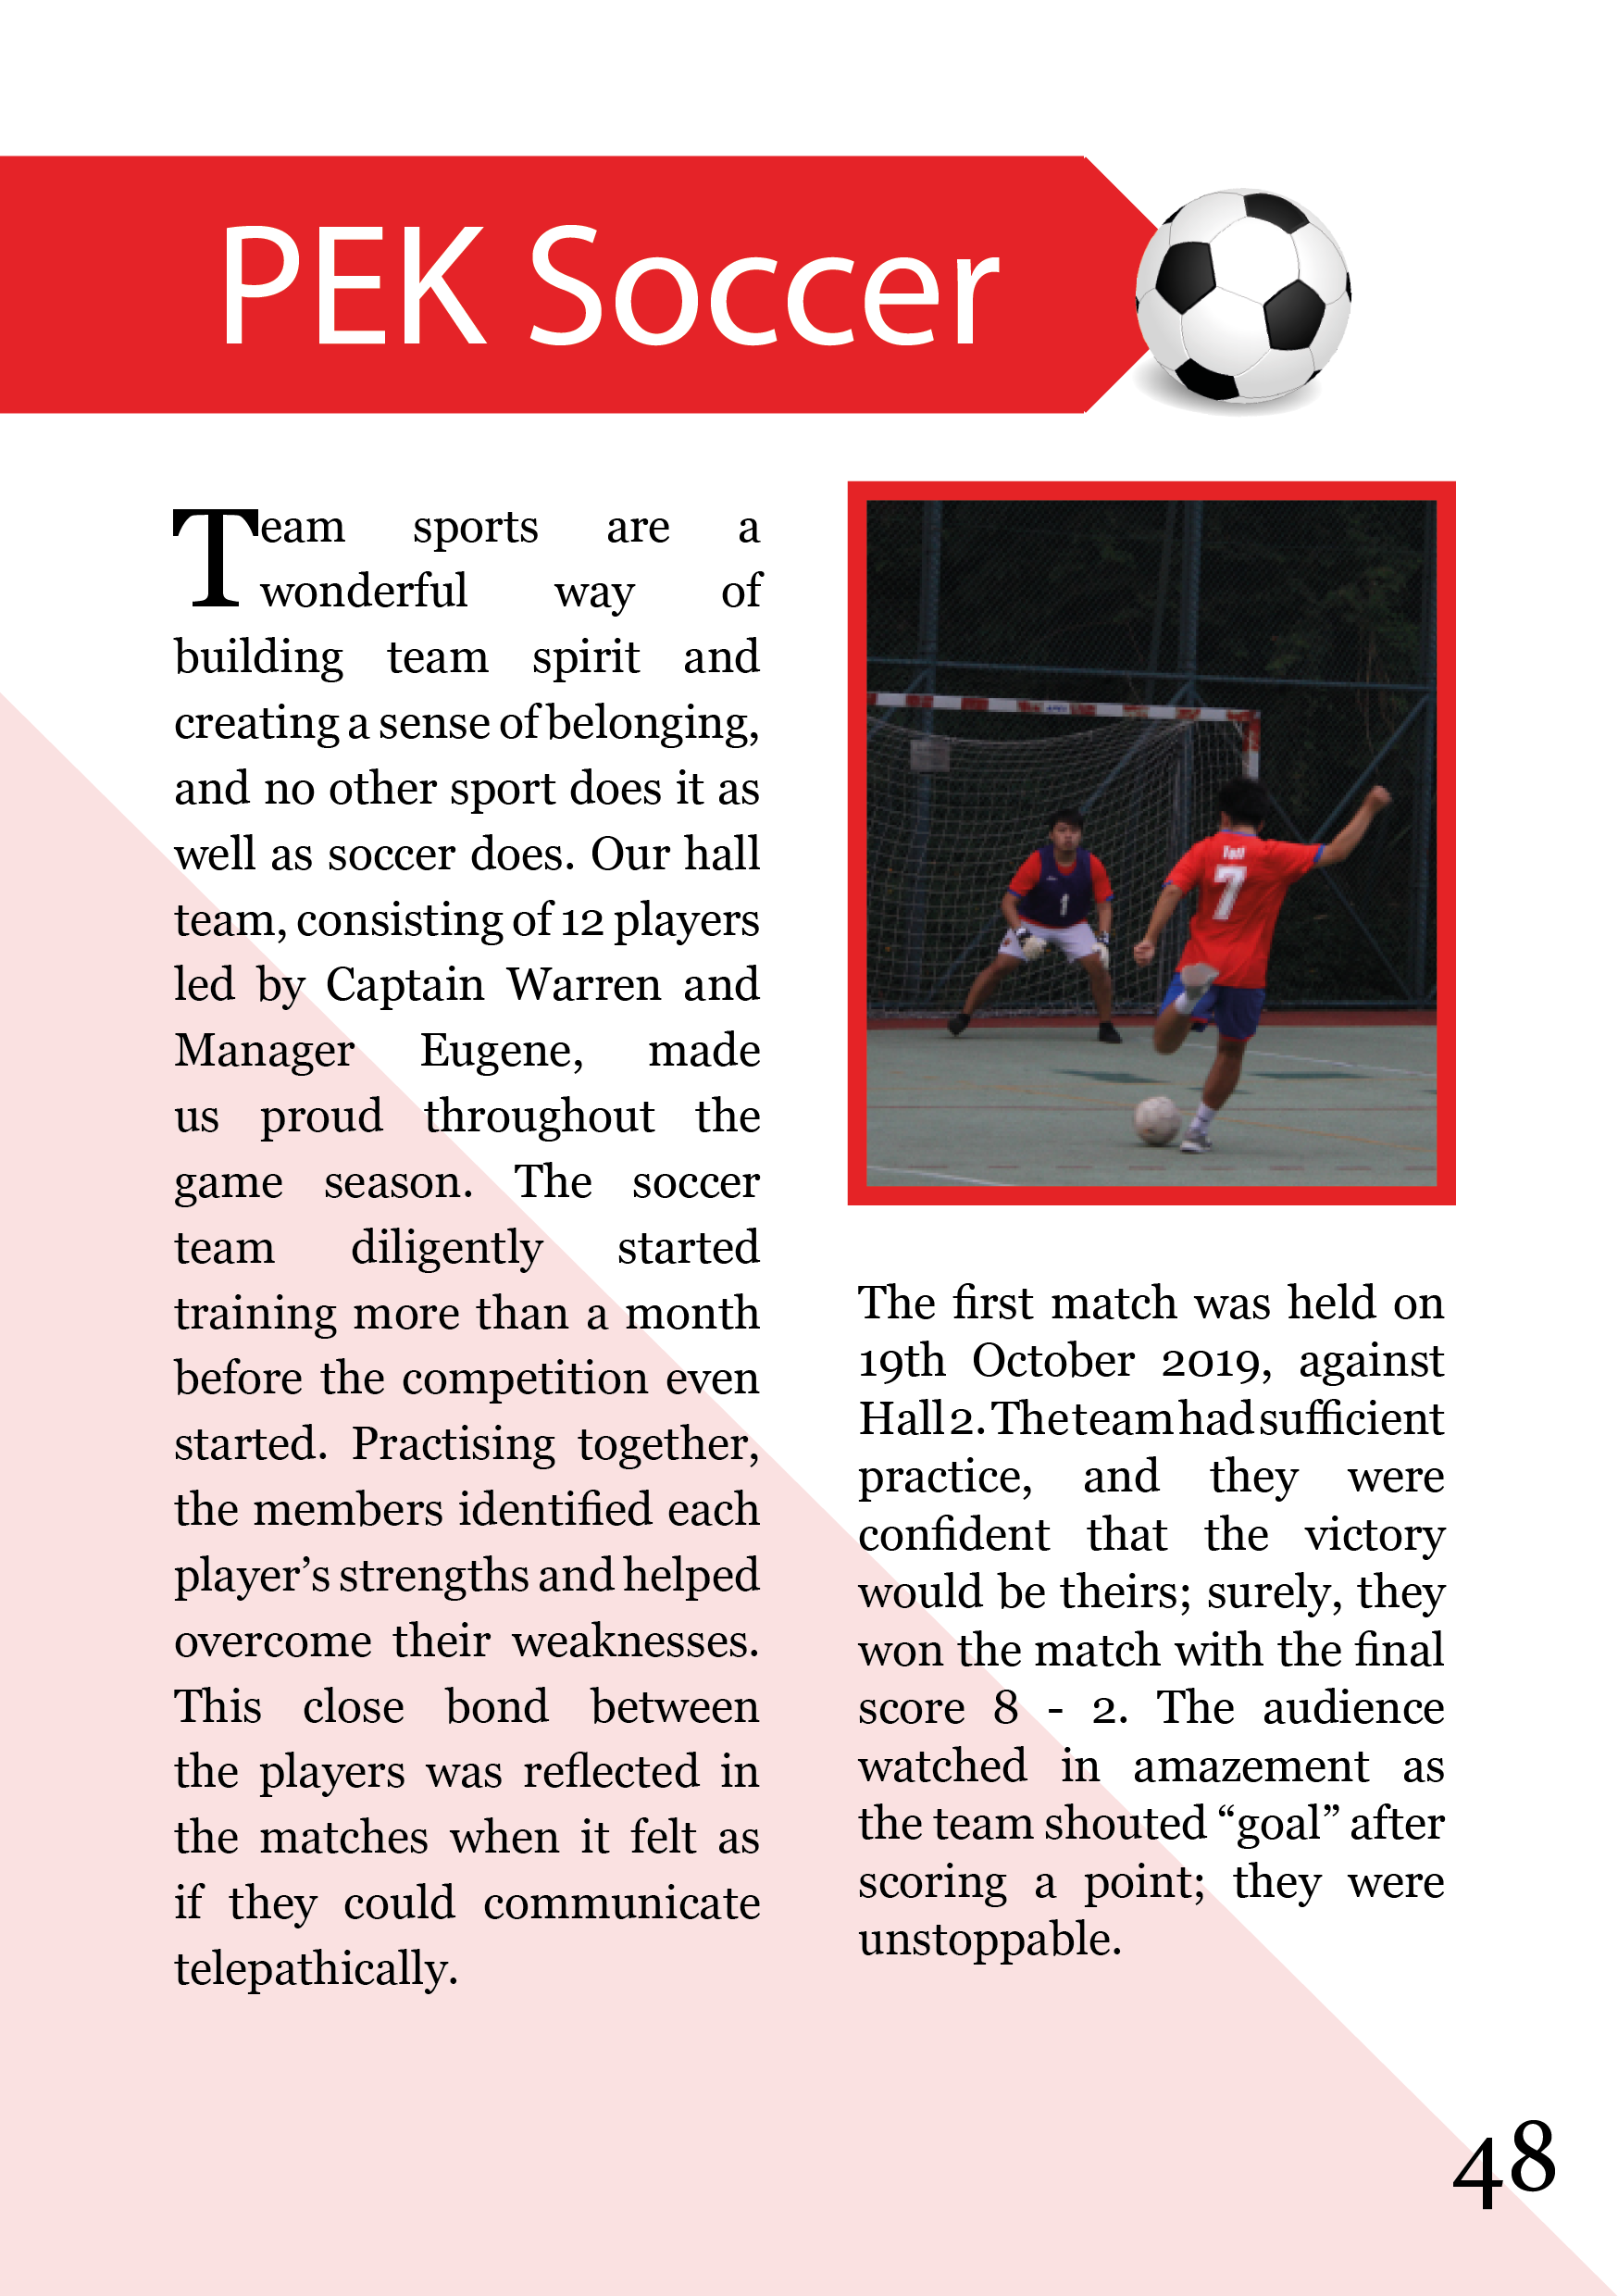 PEK Soccer
Team sports are a
wonderful way of
building team spirit and
creating a sense of belonging,
and no other sport does it as
well as soccer does. Our hall
team, consisting of 12 players
led by Captain Warren and
Manager Eugene, made
us proud throughout the
game season. The soccer
team diligently started
training more than a month
before the competition even
started. Practising together,
the members identified each
player’s strengths and helped
overcome their weaknesses.
This close bond between
the players was reflected in
the matches when it felt as
if they could communicate
telepathically.
1
7
The first match was held on
19th October 2019, against
Hall 2. The team had sufficient
practice, and they were
confident that the victory
would be theirs; surely, they
won the match with the final
score 8 - 2. The audience
watched in amazement as
the team shouted “goal” after
scoring a point; they were
unstoppable.
48